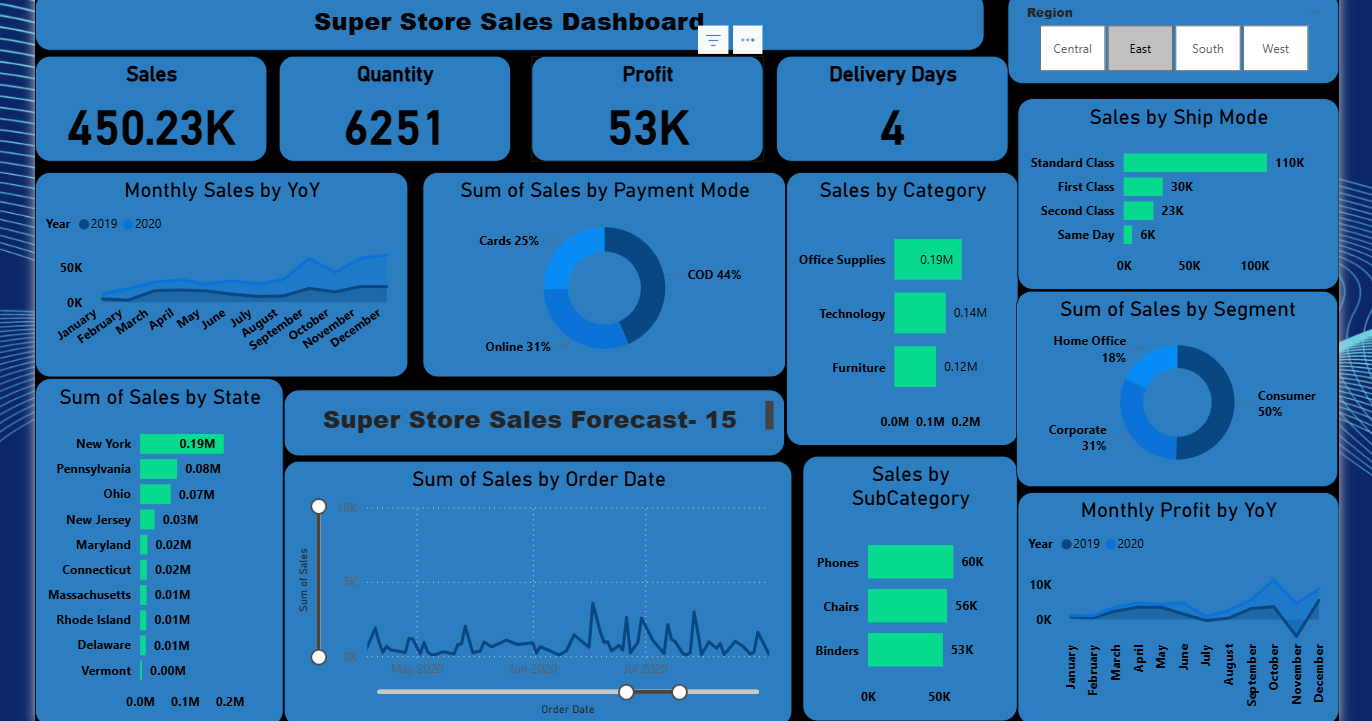 Super Store Sales Dashboard
Region
Central East South West
Sales
450.23K
Quantity
6251
Profit
53K
Delivery Days
4
Sales by Ship Mode
Standard Class 110K
First Class 30K
Second Class 23K
Same Day 6K
0K 50K 100K
Monthly Sales by YoY
Year 2019 2020
50K
0K
January
February
March
April
May
June
July
August
September
October
November
December
Sum of Sales by Payment Mode
Cards 25%
COD 44%
Online 31%
Sales by Category
Office Supplies 0.19M
Technology 0.14M
Furniture 0.12M
0.0M 0.1M 0.2M
Sum of Sales by Segment
Home Office
18%
Consumer
50%
Corporate
31%
Sum of Sales by State
New York 0.19M
Pennsylvania 0.08M
Ohio 0.07M
New Jersey 0.03M
Maryland 0.02M
Connecticut 0.02M
Massachusetts 0.01M
Rhode Island 0.01M
Delaware 0.01M
Vermont 0.00M
0.0M 0.1M 0.2M
Super Store Sales Forecast- 15
Sum of Sales by Order Date
Sum of Sales
10K
5K
0K
May 2020 Jun 2020 Jul 2020
Order Date
Sales by
SubCategory
Phones 60K
Chairs 56K
Binders 53K
0K 50K
Monthly Profit by YoY
Year 2019 2020
10K
0K
January
February
March
April
May
June
July
August
September
October
November
December